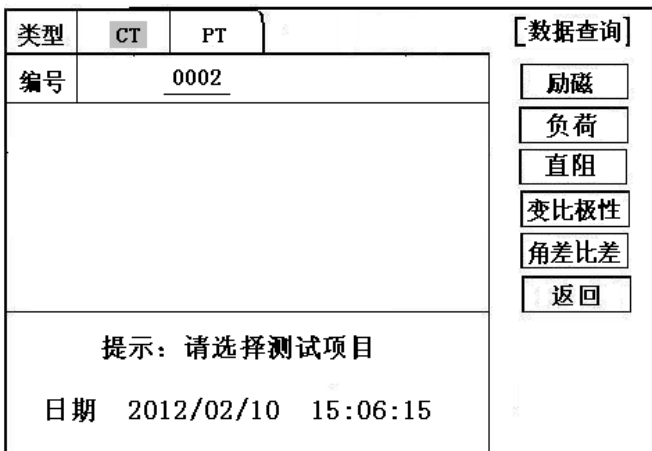 类型 CT PT
编号 0002
提示：请选择测试项目
日期 2012/02/10 15:06:15
[数据查询]
励磁
负荷
直阻
变比极性
角差比差
返回